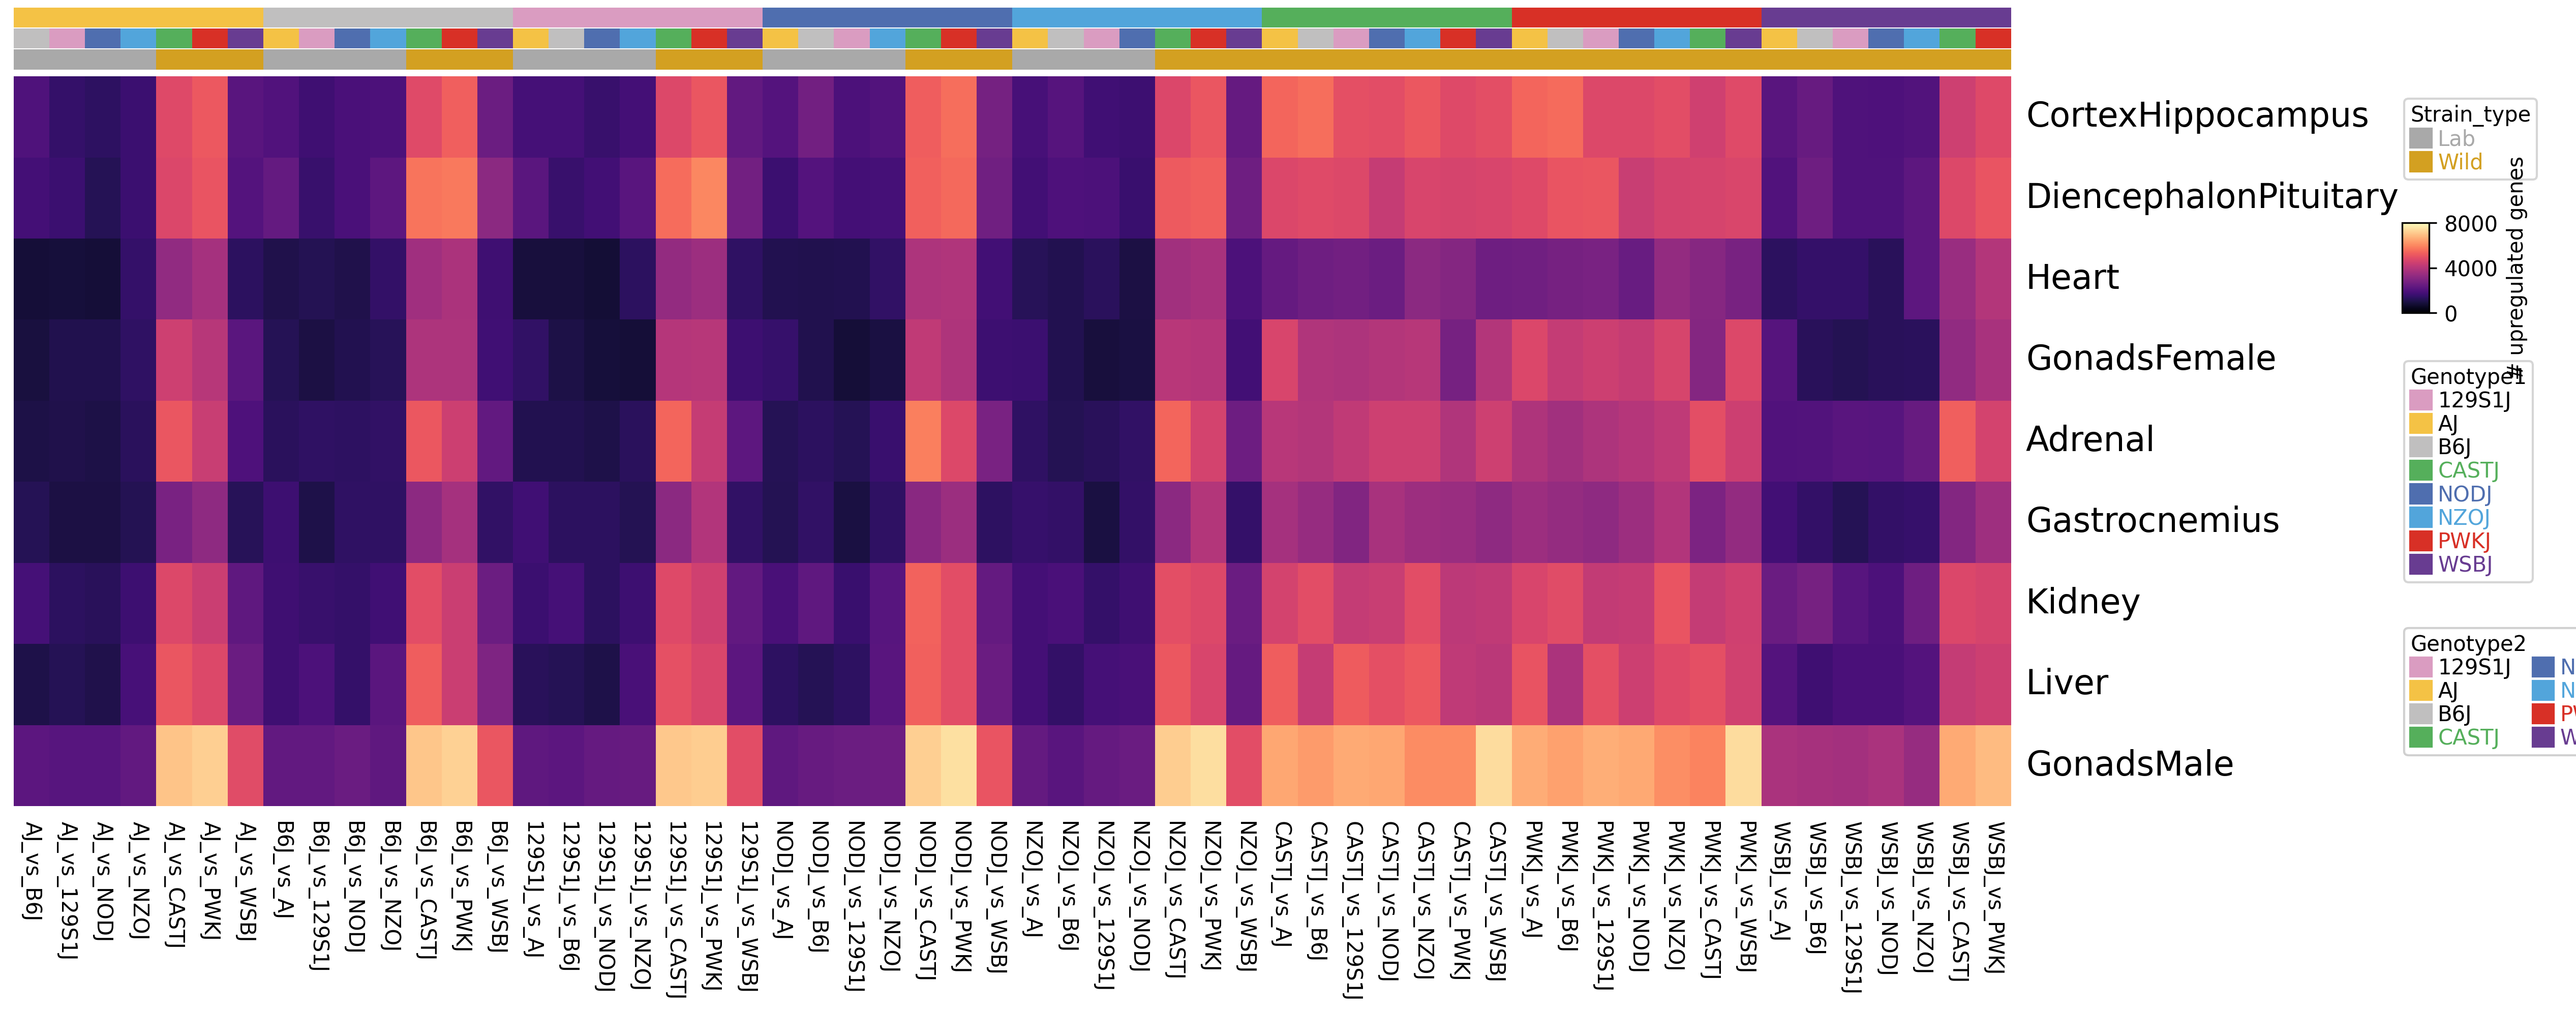 CortexHippocampus
DiencephalonPituitary
Heart
GonadsFemale
Adrenal
Gastrocnemius
Kidney
Liver
GonadsMale
AJ_vs_B6J
AJ_vs_129S1J
AJ_vs_NODJ
AJ_vs_NZOJ
AJ_vs_CASTJ
AJ_vs_PWKJ
AJ_vs_WSBJ
B6J_vs_AJ
B6J_vs_129S1J
B6J_vs_NODJ
B6J_vs_NZOJ
B6J_vs_CASTJ
B6J_vs_PWKJ
B6J_vs_WSBJ
129S1J_vs_AJ
129S1J_vs_B6J
129S1J_vs_NODJ
129S1J_vs_NZOJ
129S1J_vs_CASTJ
129S1J_vs_PWKJ
129S1J_vs_WSBJ
NODJ_vs_AJ
NODJ_vs_B6J
NODJ_vs_129S1J
NODJ_vs_NZOJ
NODJ_vs_CASTJ
NODJ_vs_PWKJ
NODJ_vs_WSBJ
NZOJ_vs_AJ
NZOJ_vs_B6J
NZOJ_vs_129S1J
NZOJ_vs_NODJ
NZOJ_vs_CASTJ
NZOJ_vs_PWKJ
NZOJ_vs_WSBJ
CASTJ_vs_AJ
CASTJ_vs_B6J
CASTJ_vs_129S1J
CASTJ_vs_NODJ
CASTJ_vs_NZOJ
CASTJ_vs_PWKJ
CASTJ_vs_WSBJ
PWKJ_vs_AJ
PWKJ_vs_B6J
PWKJ_vs_129S1J
PWKJ_vs_NODJ
PWKJ_vs_NZOJ
PWKJ_vs_CASTJ
PWKJ_vs_WSBJ
WSBJ_vs_AJ
WSBJ_vs_B6J
WSBJ_vs_129S1J
WSBJ_vs_NODJ
WSBJ_vs_NZOJ
WSBJ_vs_CASTJ
WSBJ_vs_PWKJ
Strain_type
Lab
Wild
8000
4000
0
# upregulated genes
Genotype1
129S1J
AJ
B6J
CASTJ
NODJ
NZOJ
PWKJ
WSBJ
Genotype2
129S1J
AJ
B6J
CASTJ